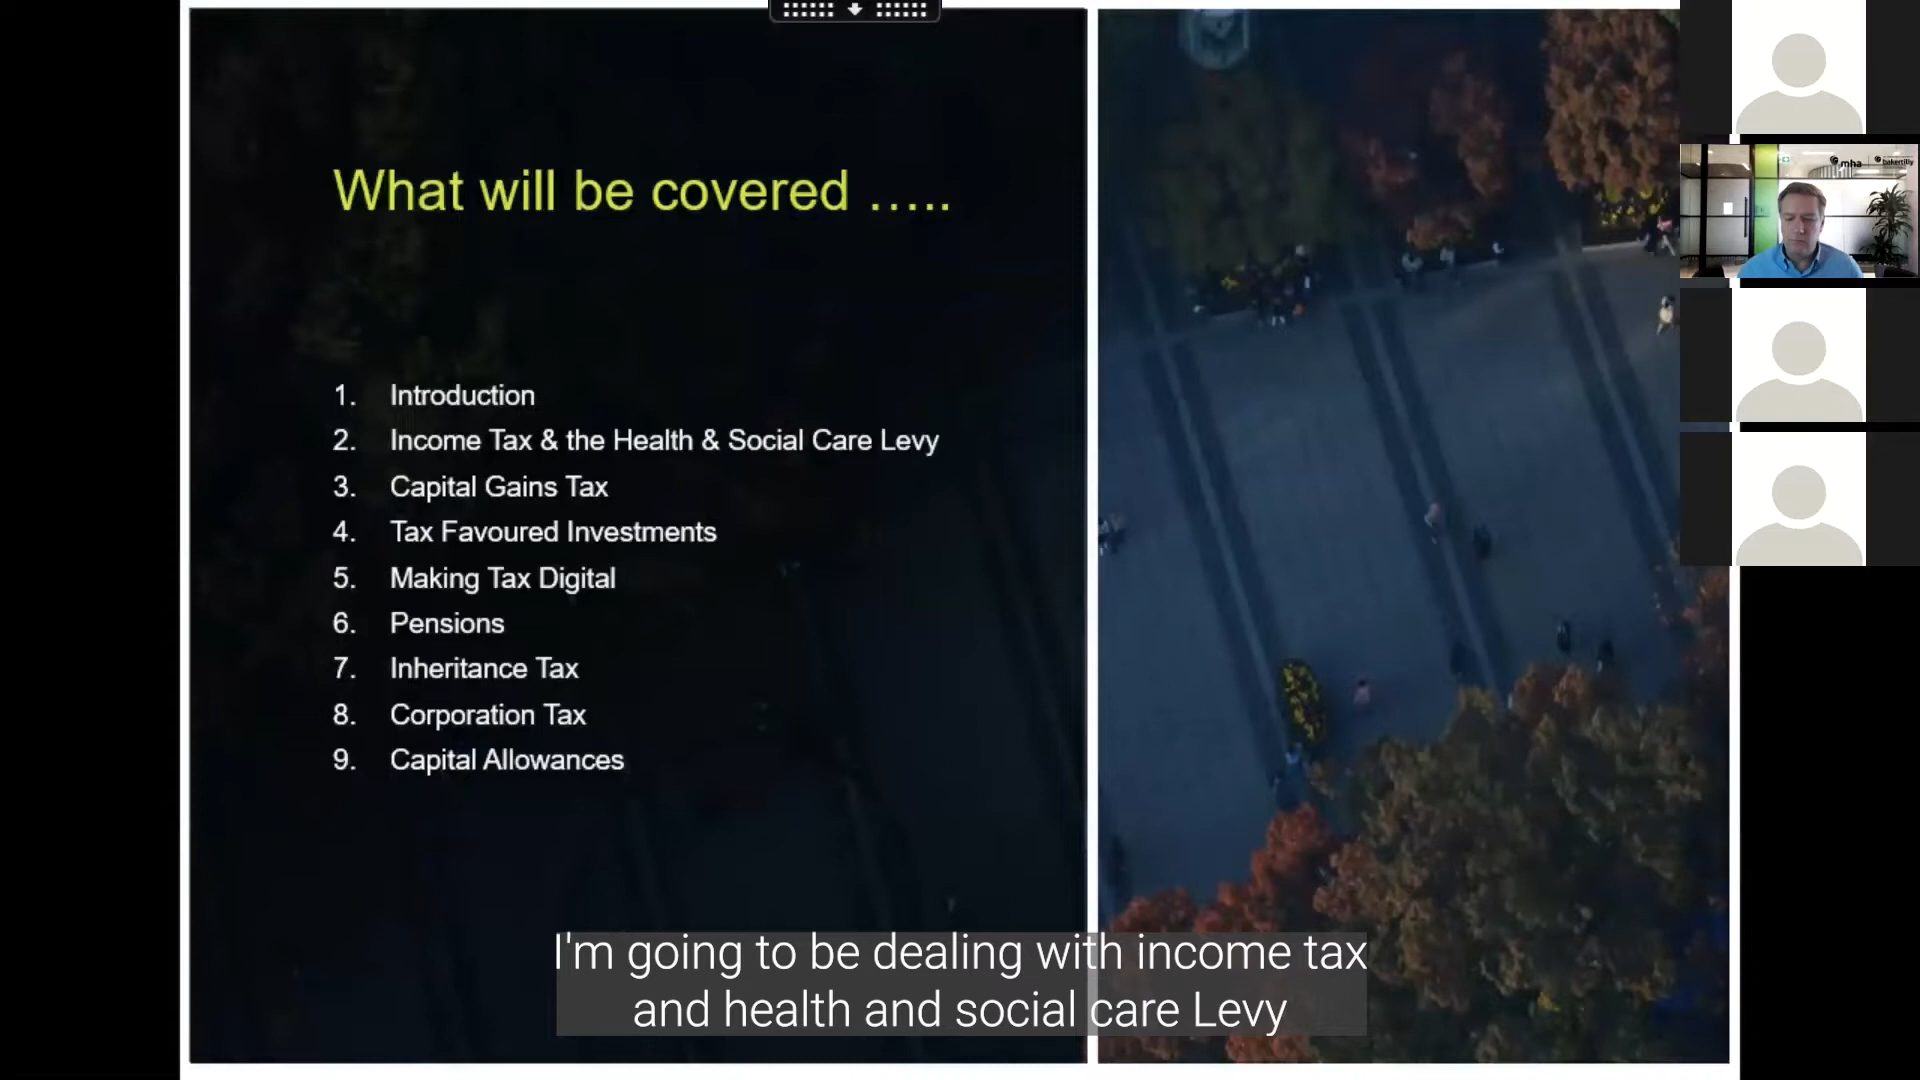 What will be covered …..
1. Introduction
2. Income Tax & the Health & Social Care Levy
3. Capital Gains Tax
4. Tax Favoured Investments
5. Making Tax Digital
6. Pensions
7. Inheritance Tax
8. Corporation Tax
9. Capital Allowances
mha bakertilly
I'm going to be dealing with income tax
and health and social care Levy